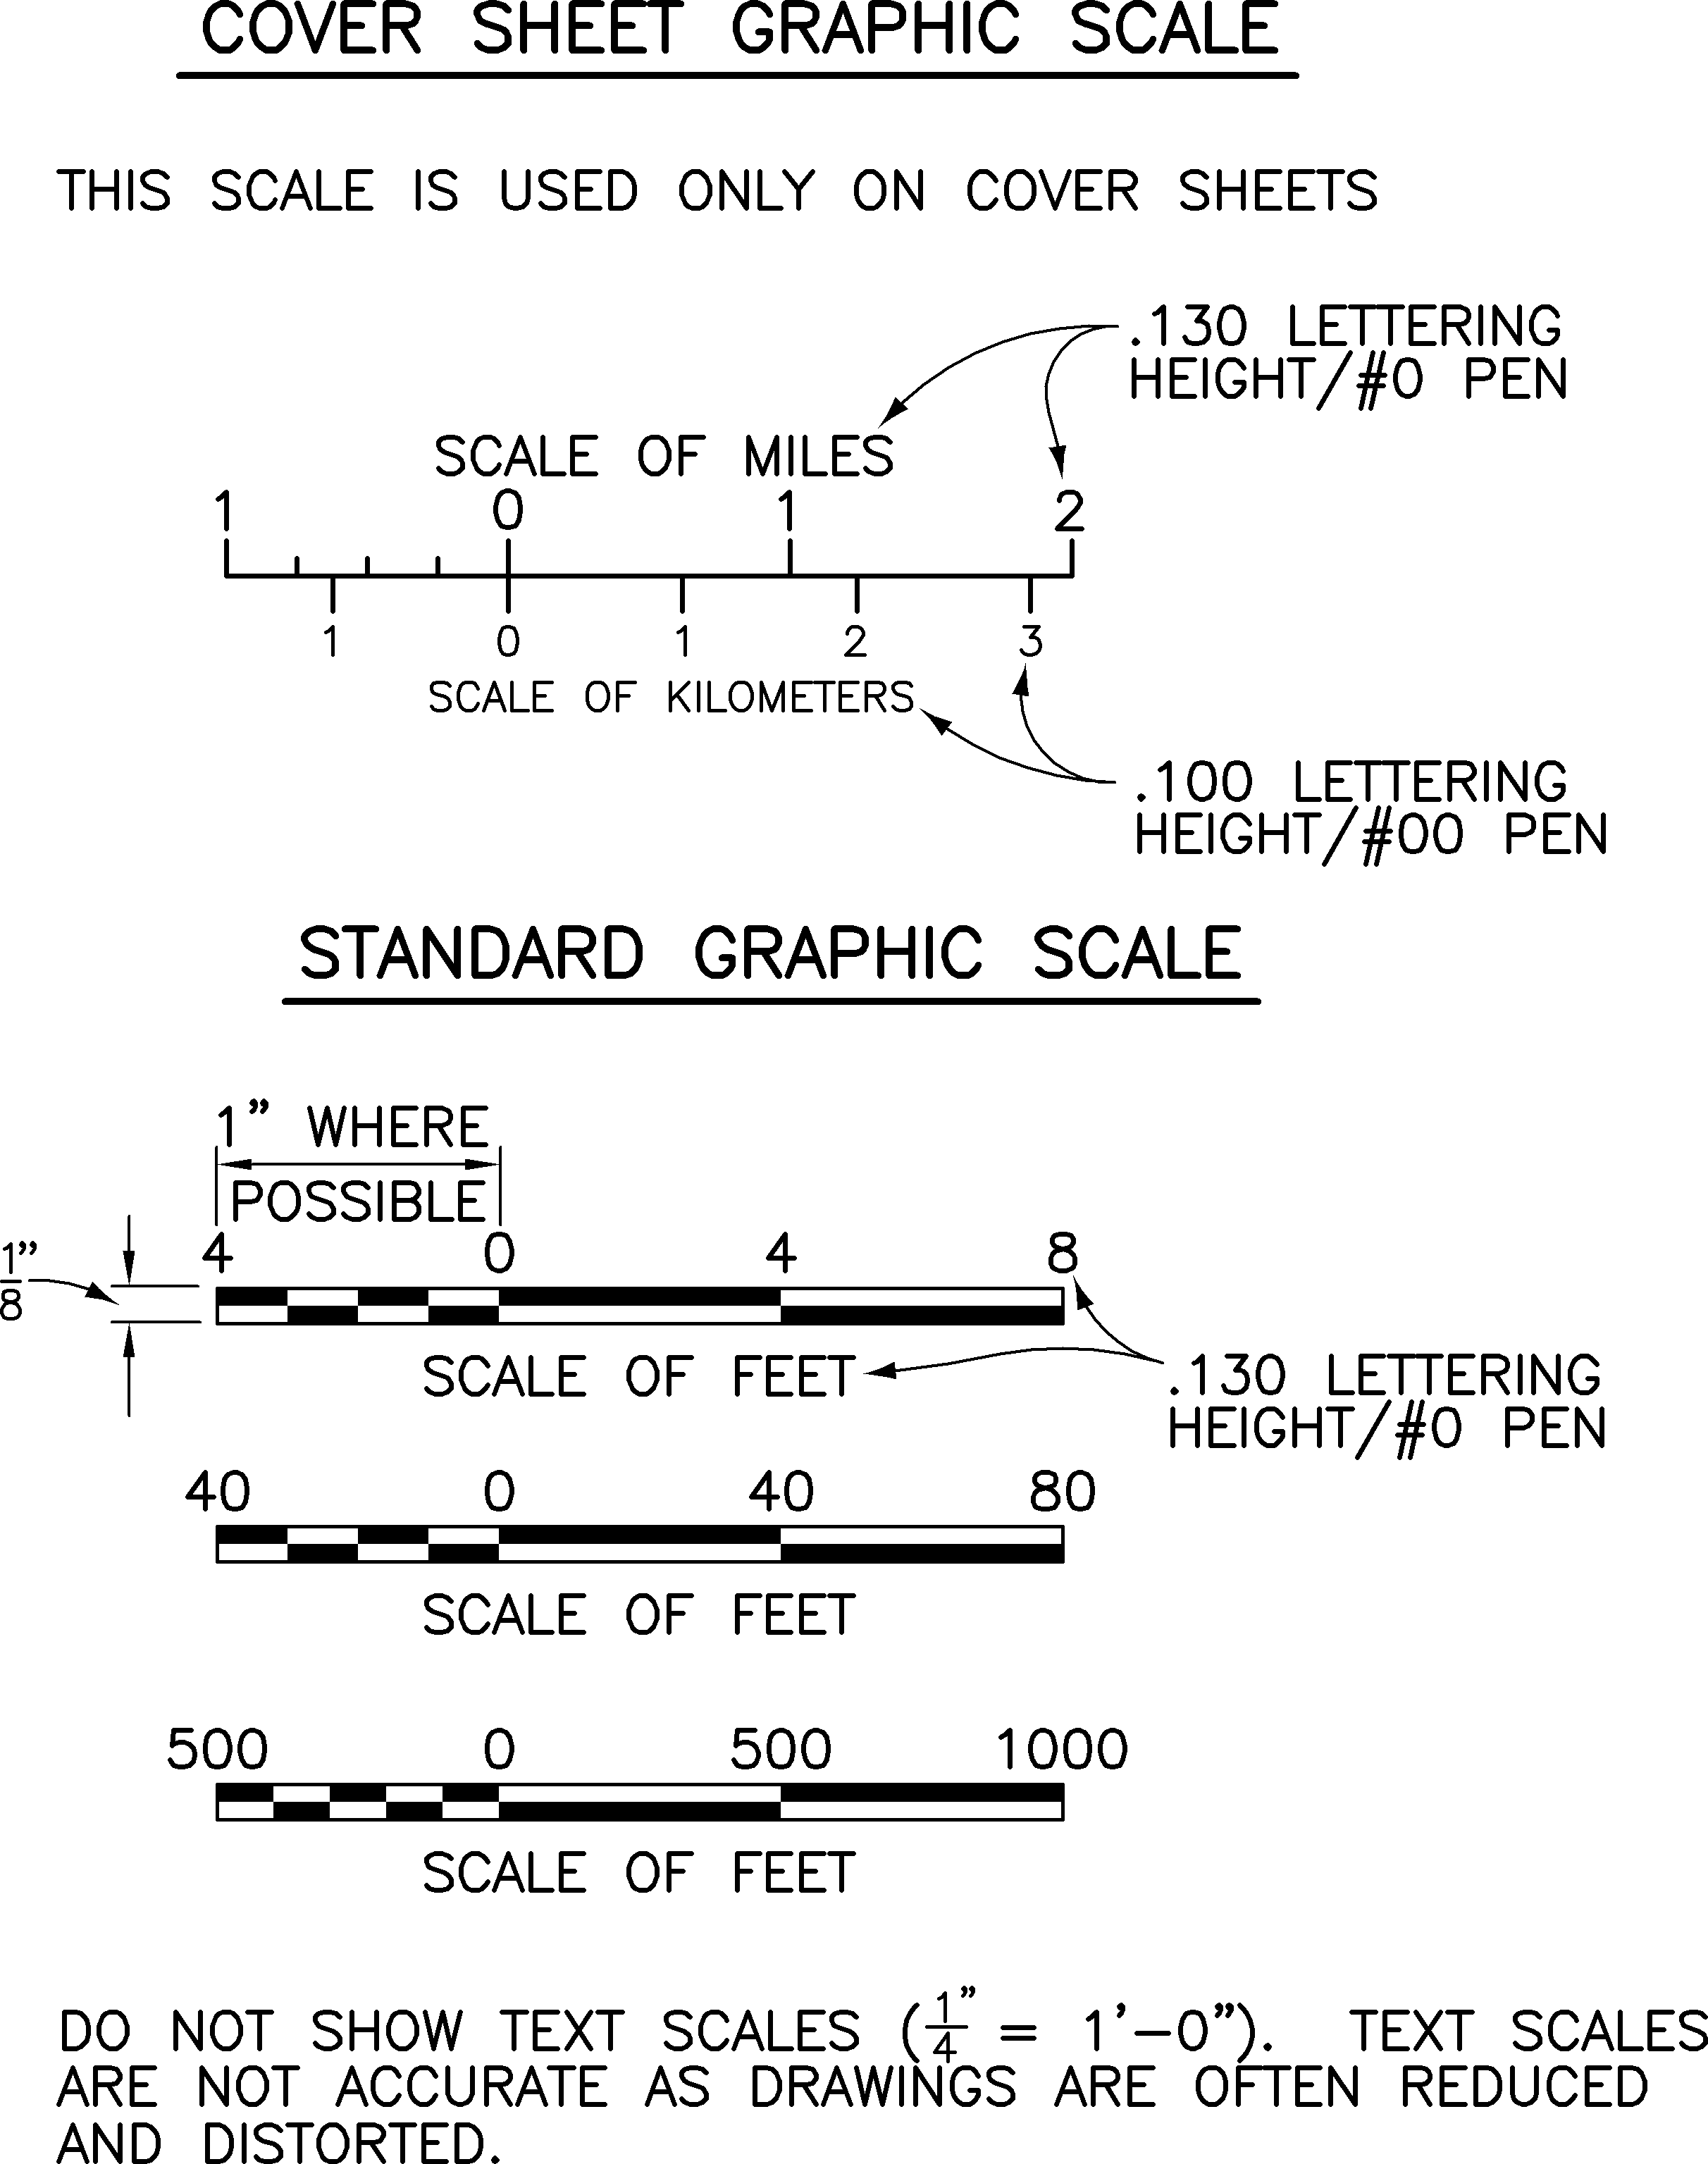 COVER SHEET GRAPHIC SCALE
THIS SCALE IS USED ONLY ON COVER SHEETS
.130 LETTERING
HEIGHT/#0 PEN
SCALE OF MILES
1 0 1 2
1 0 1 2 3
SCALE OF KILOMETERS
.100 LETTERING
HEIGHT/#00 PEN
STANDARD GRAPHIC SCALE
1” WHERE
POSSIBLE
4 0 4 8
1/8”
SCALE OF FEET
.130 LETTERING
HEIGHT/#0 PEN
40 0 40 80
SCALE OF FEET
500 0 500 1000
SCALE OF FEET
DO NOT SHOW TEXT SCALES (1/4” = 1’–0”). TEXT SCALES
ARE NOT ACCURATE AS DRAWINGS ARE OFTEN REDUCED
AND DISTORTED.